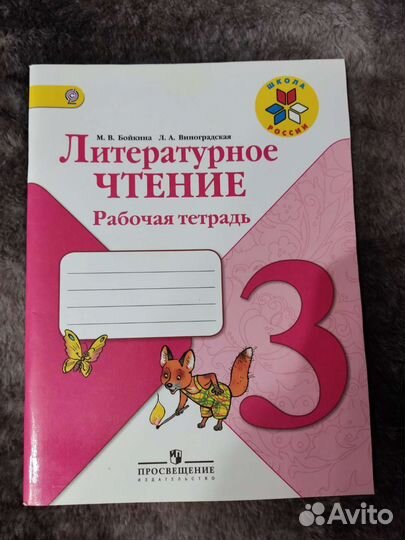 ШКОЛА
РОССИИ
М. В. Бойкина Л. А. Виноградская
Литературное
ЧТЕНИЕ
Рабочая тетрадь
3
ПРОСВЕЩЕНИЕ
ИЗДАТЕЛЬСТВО
Avito